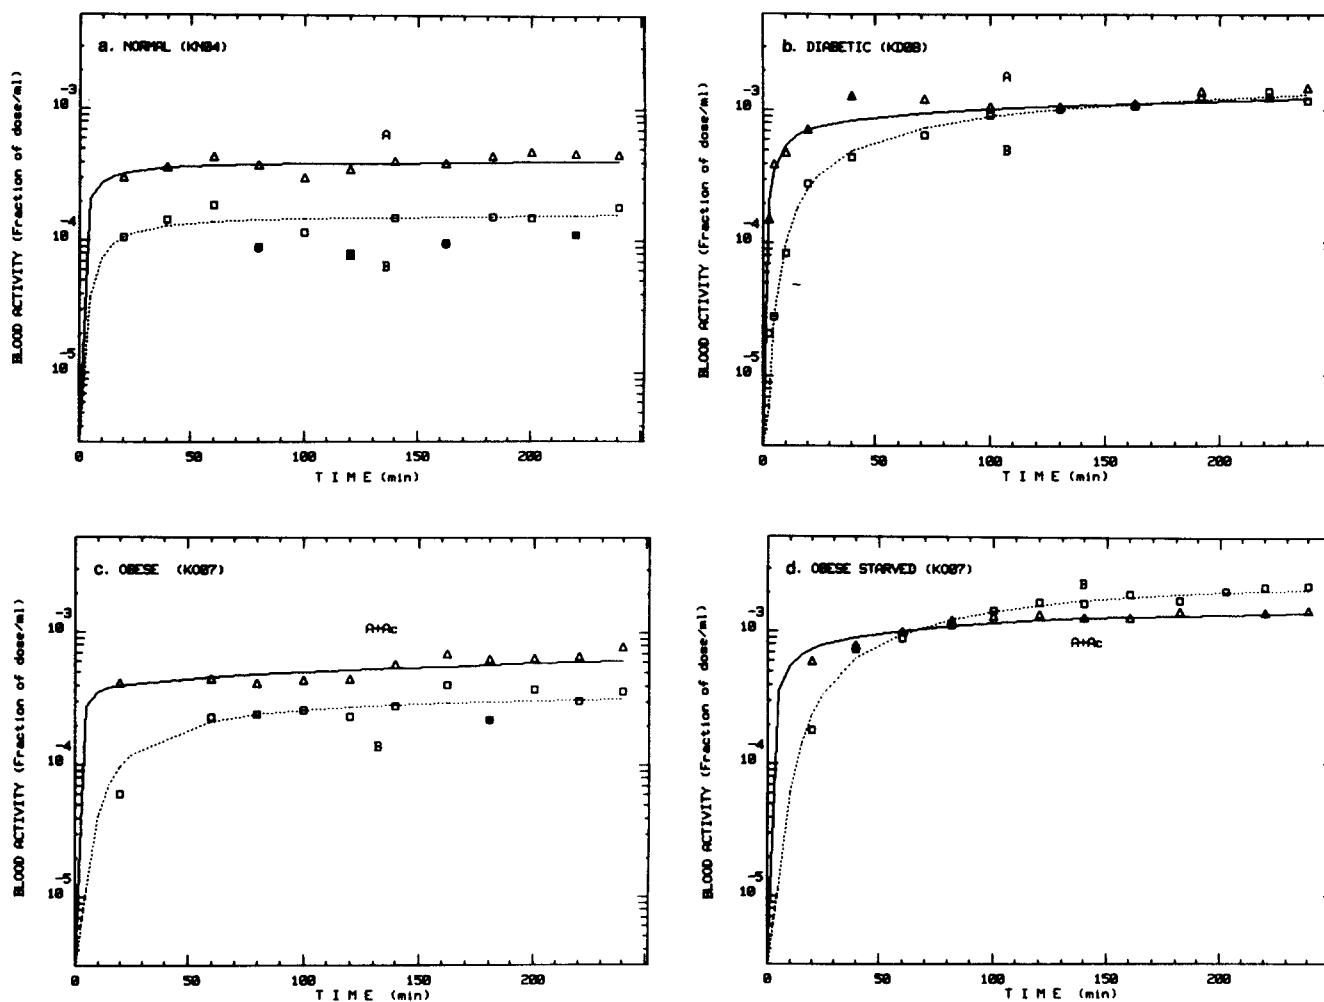 a. NORMAL (KN04)
BLOOD ACTIVITY (Fraction of dose/ml)
10-3
10-4
10-5
A
B
0 50 100 150 200
T I M E (min)
b. DIABETIC (KD08)
BLOOD ACTIVITY (Fraction of dose/ml)
10-3
10-4
10-5
A
B
0 50 100 150 200
T I M E (min)
c. OBESE (KO07)
BLOOD ACTIVITY (Fraction of dose/ml)
10-3
10-4
10-5
A+Ac
B
0 50 100 150 200
T I M E (min)
d. OBESE STARVED (KO07)
BLOOD ACTIVITY (Fraction of dose/ml)
10-3
10-4
10-5
B
A+Ac
0 50 100 150 200
T I M E (min)